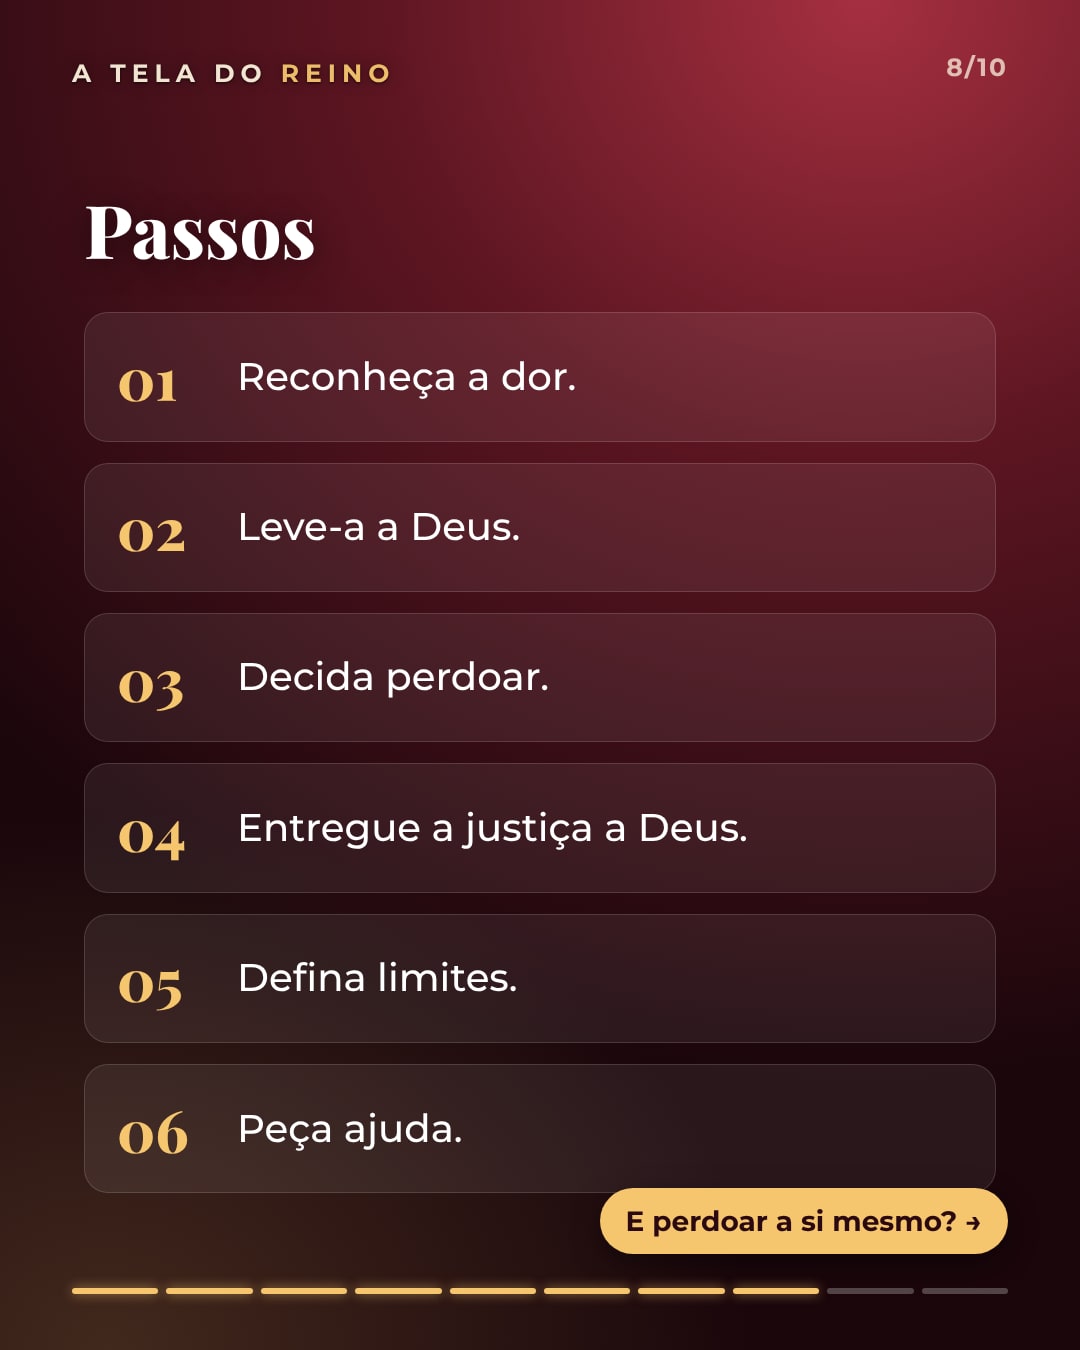 A TELA DO REINO
8/10
Passos
01 Reconheça a dor.
02 Leve-a a Deus.
03 Decida perdoar.
04 Entregue a justiça a Deus.
05 Defina limites.
06 Peça ajuda.
E perdoar a si mesmo? →